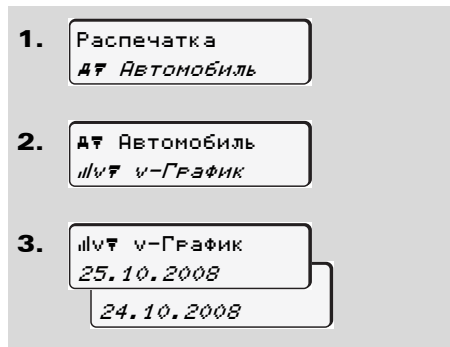 1. Распечатка
Автомобиль
2. Автомобиль
v v-График
3. v v-График
25.10.2008
24.10.2008